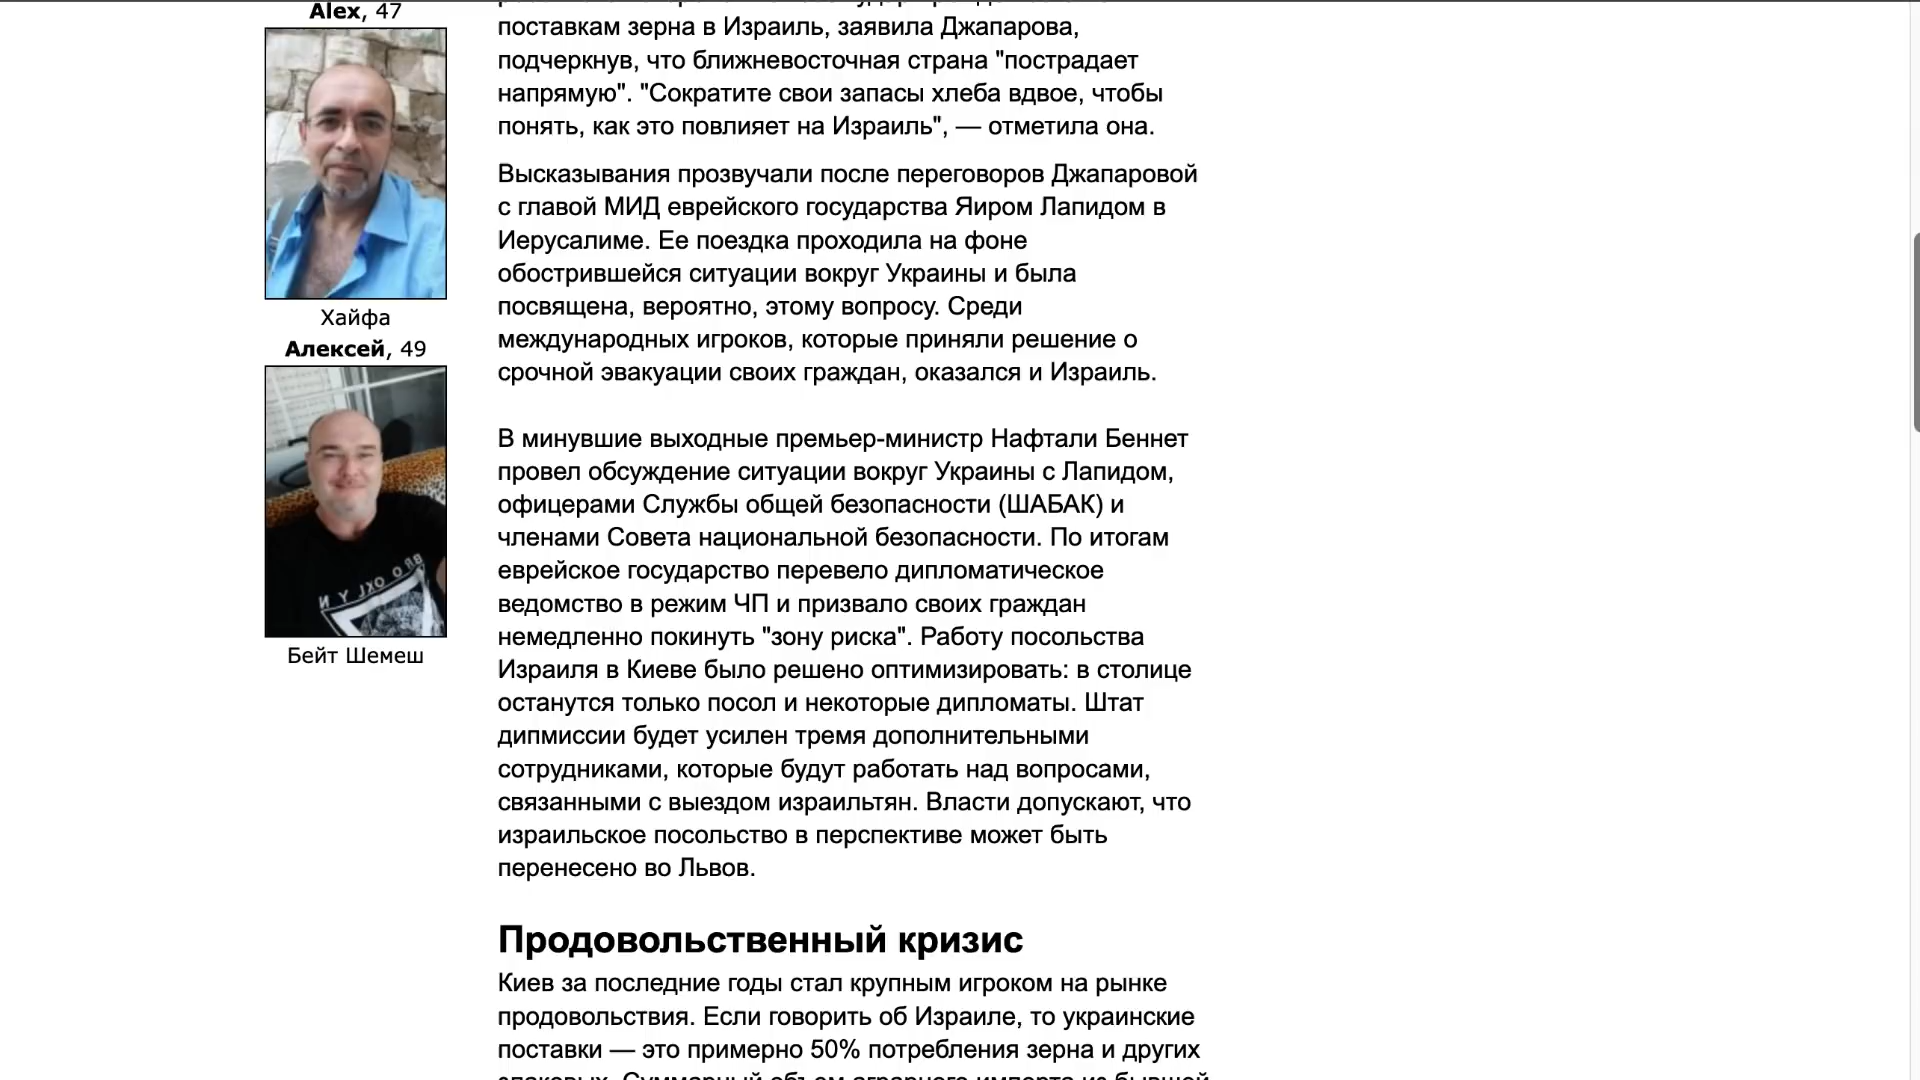 Alex, 47
Хайфа
Алексей, 49
Бейт Шемеш
поставкам зерна в Израиль, заявила Джапарова,
подчеркнув, что ближневосточная страна "пострадает
напрямую". "Сократите свои запасы хлеба вдвое, чтобы
понять, как это повлияет на Израиль", — отметила она.
Высказывания прозвучали после переговоров Джапаровой
с главой МИД еврейского государства Яиром Лапидом в
Иерусалиме. Ее поездка проходила на фоне
обострившейся ситуации вокруг Украины и была
посвящена, вероятно, этому вопросу. Среди
международных игроков, которые приняли решение о
срочной эвакуации своих граждан, оказался и Израиль.
В минувшие выходные премьер-министр Нафтали Беннет
провел обсуждение ситуации вокруг Украины с Лапидом,
офицерами Службы общей безопасности (ШАБАК) и
членами Совета национальной безопасности. По итогам
еврейское государство перевело дипломатическое
ведомство в режим ЧП и призвало своих граждан
немедленно покинуть "зону риска". Работу посольства
Израиля в Киеве было решено оптимизировать: в столице
останутся только посол и некоторые дипломаты. Штат
дипмиссии будет усилен тремя дополнительными
сотрудниками, которые будут работать над вопросами,
связанными с выездом израильтян. Власти допускают, что
израильское посольство в перспективе может быть
перенесено во Львов.
Продовольственный кризис
Киев за последние годы стал крупным игроком на рынке
продовольствия. Если говорить об Израиле, то украинские
поставки — это примерно 50% потребления зерна и других